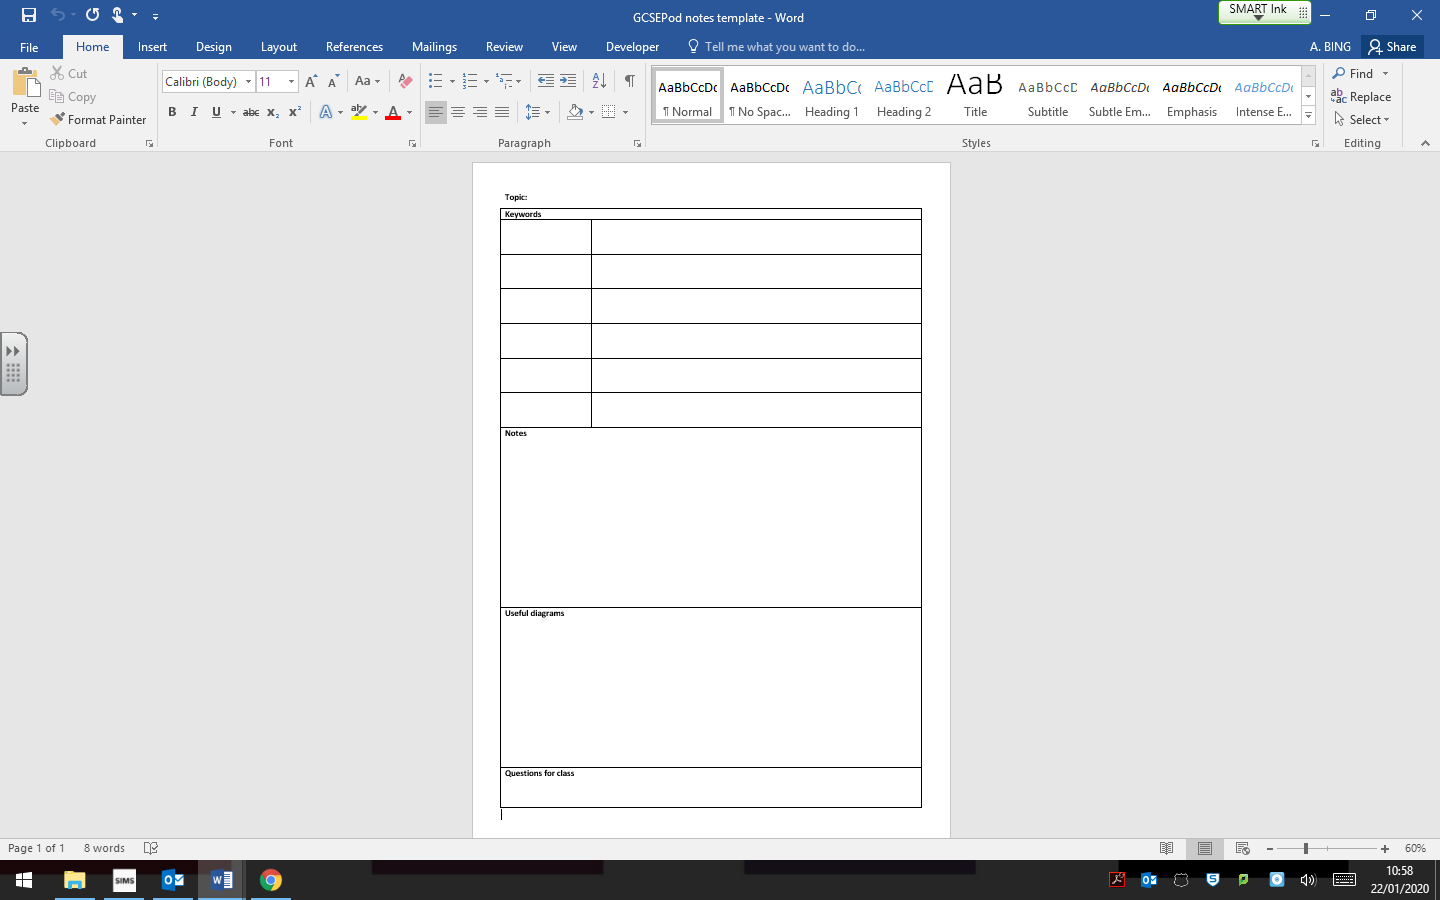 GCSEPod notes template - Word
SMART Ink
File Home Insert Design Layout References Mailings Review View Developer Tell me what you want to do... A. BING Share
Paste
Cut
Copy
Format Painter
Clipboard
Calibri (Body) 11
Font
Paragraph
AaBbCcDc AaBbCcDc AaBbCc AaBbCcD AaB AaBbCcD AaBbCcDc AaBbCcDc AaBbCcDc
¶ Normal ¶ No Spac... Heading 1 Heading 2 Title Subtitle Subtle Em... Emphasis Intense E...
Styles
Find
Replace
Select
Editing
Topic:
Keywords
Notes
Useful diagrams
Questions for class
Page 1 of 1 8 words 60%
SIMS
10:58
22/01/2020